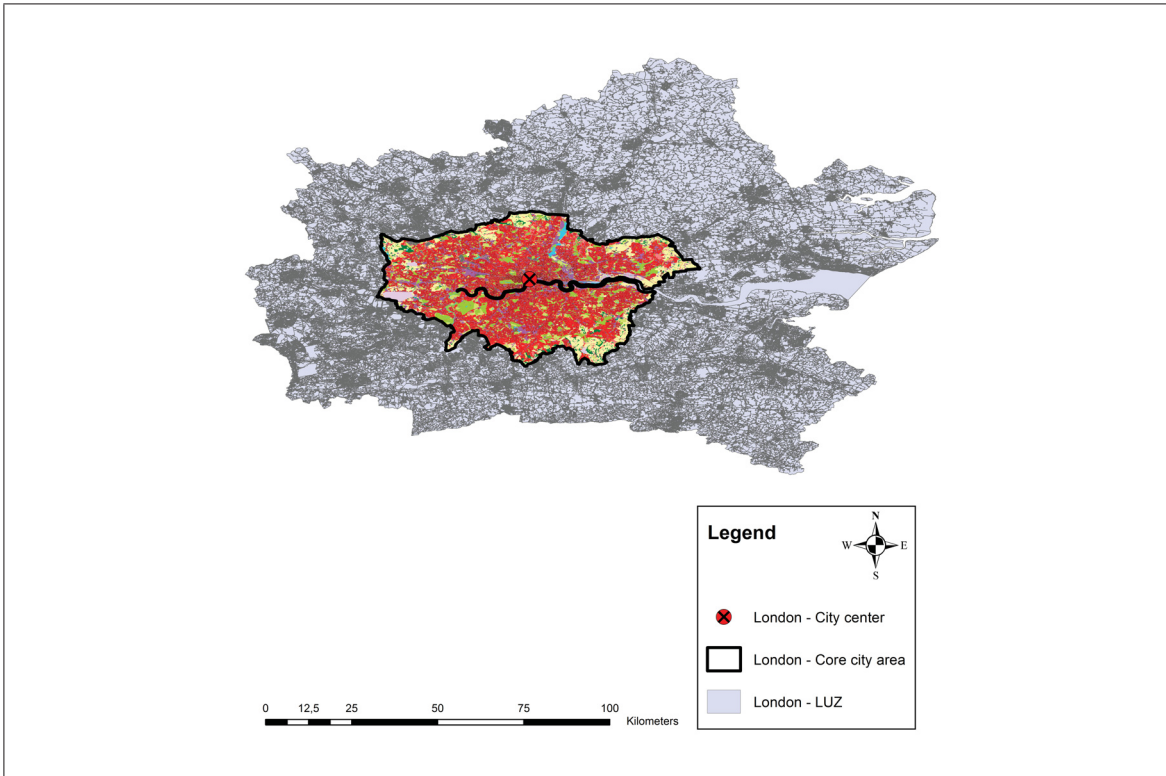 Legend
N
W E
S
London - City center
London - Core city area
London - LUZ
0 12,5 25 50 75 100
Kilometers